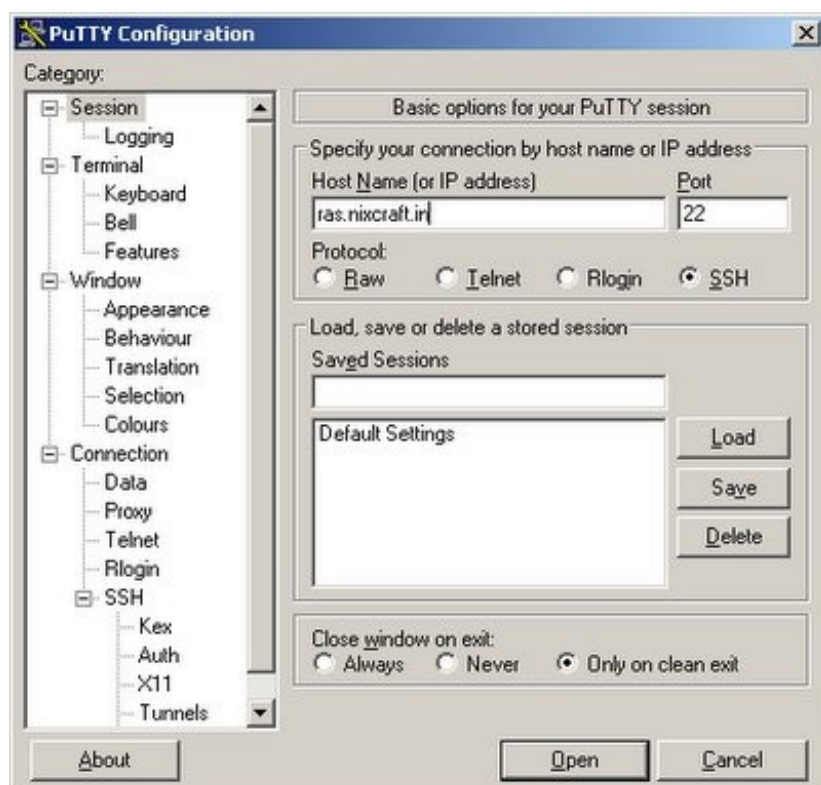 PuTTY Configuration
Category:
Session
Logging
Terminal
Keyboard
Bell
Features
Window
Appearance
Behaviour
Translation
Selection
Colours
Connection
Data
Proxy
Telnet
Rlogin
SSH
Kex
Auth
X11
Tunnels
Basic options for your PuTTY session
Specify your connection by host name or IP address
Host Name (or IP address) Port
ras.nixcraft.in 22
Protocol:
Raw Telnet Rlogin SSH
Load, save or delete a stored session
Saved Sessions
Default Settings
Load
Save
Delete
Close window on exit:
Always Never Only on clean exit
About Open Cancel